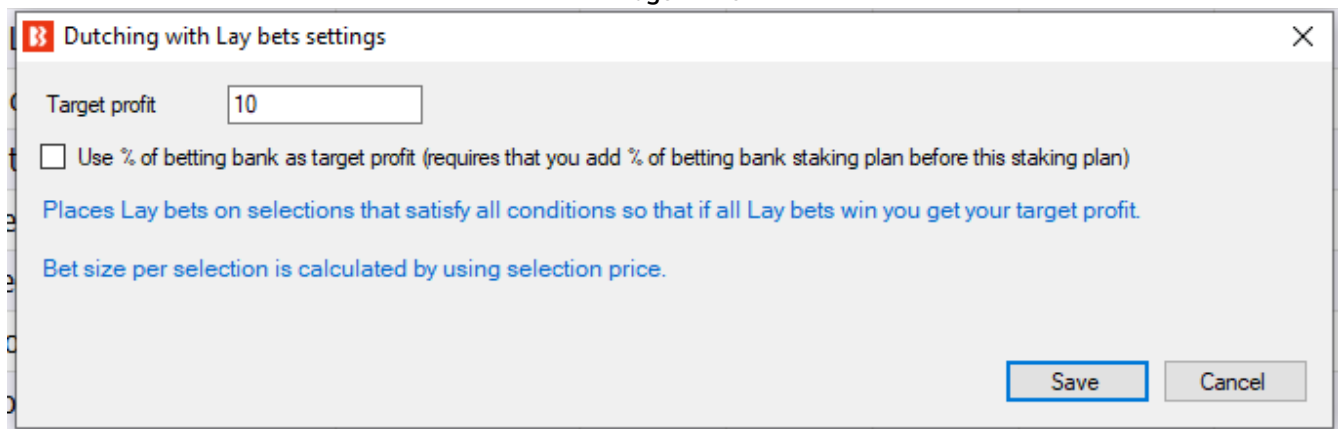 Dutching with Lay bets settings
Target profit 10
Use % of betting bank as target profit (requires that you add % of betting bank staking plan before this staking plan)
Places Lay bets on selections that satisfy all conditions so that if all Lay bets win you get your target profit.
Bet size per selection is calculated by using selection price.
Save Cancel